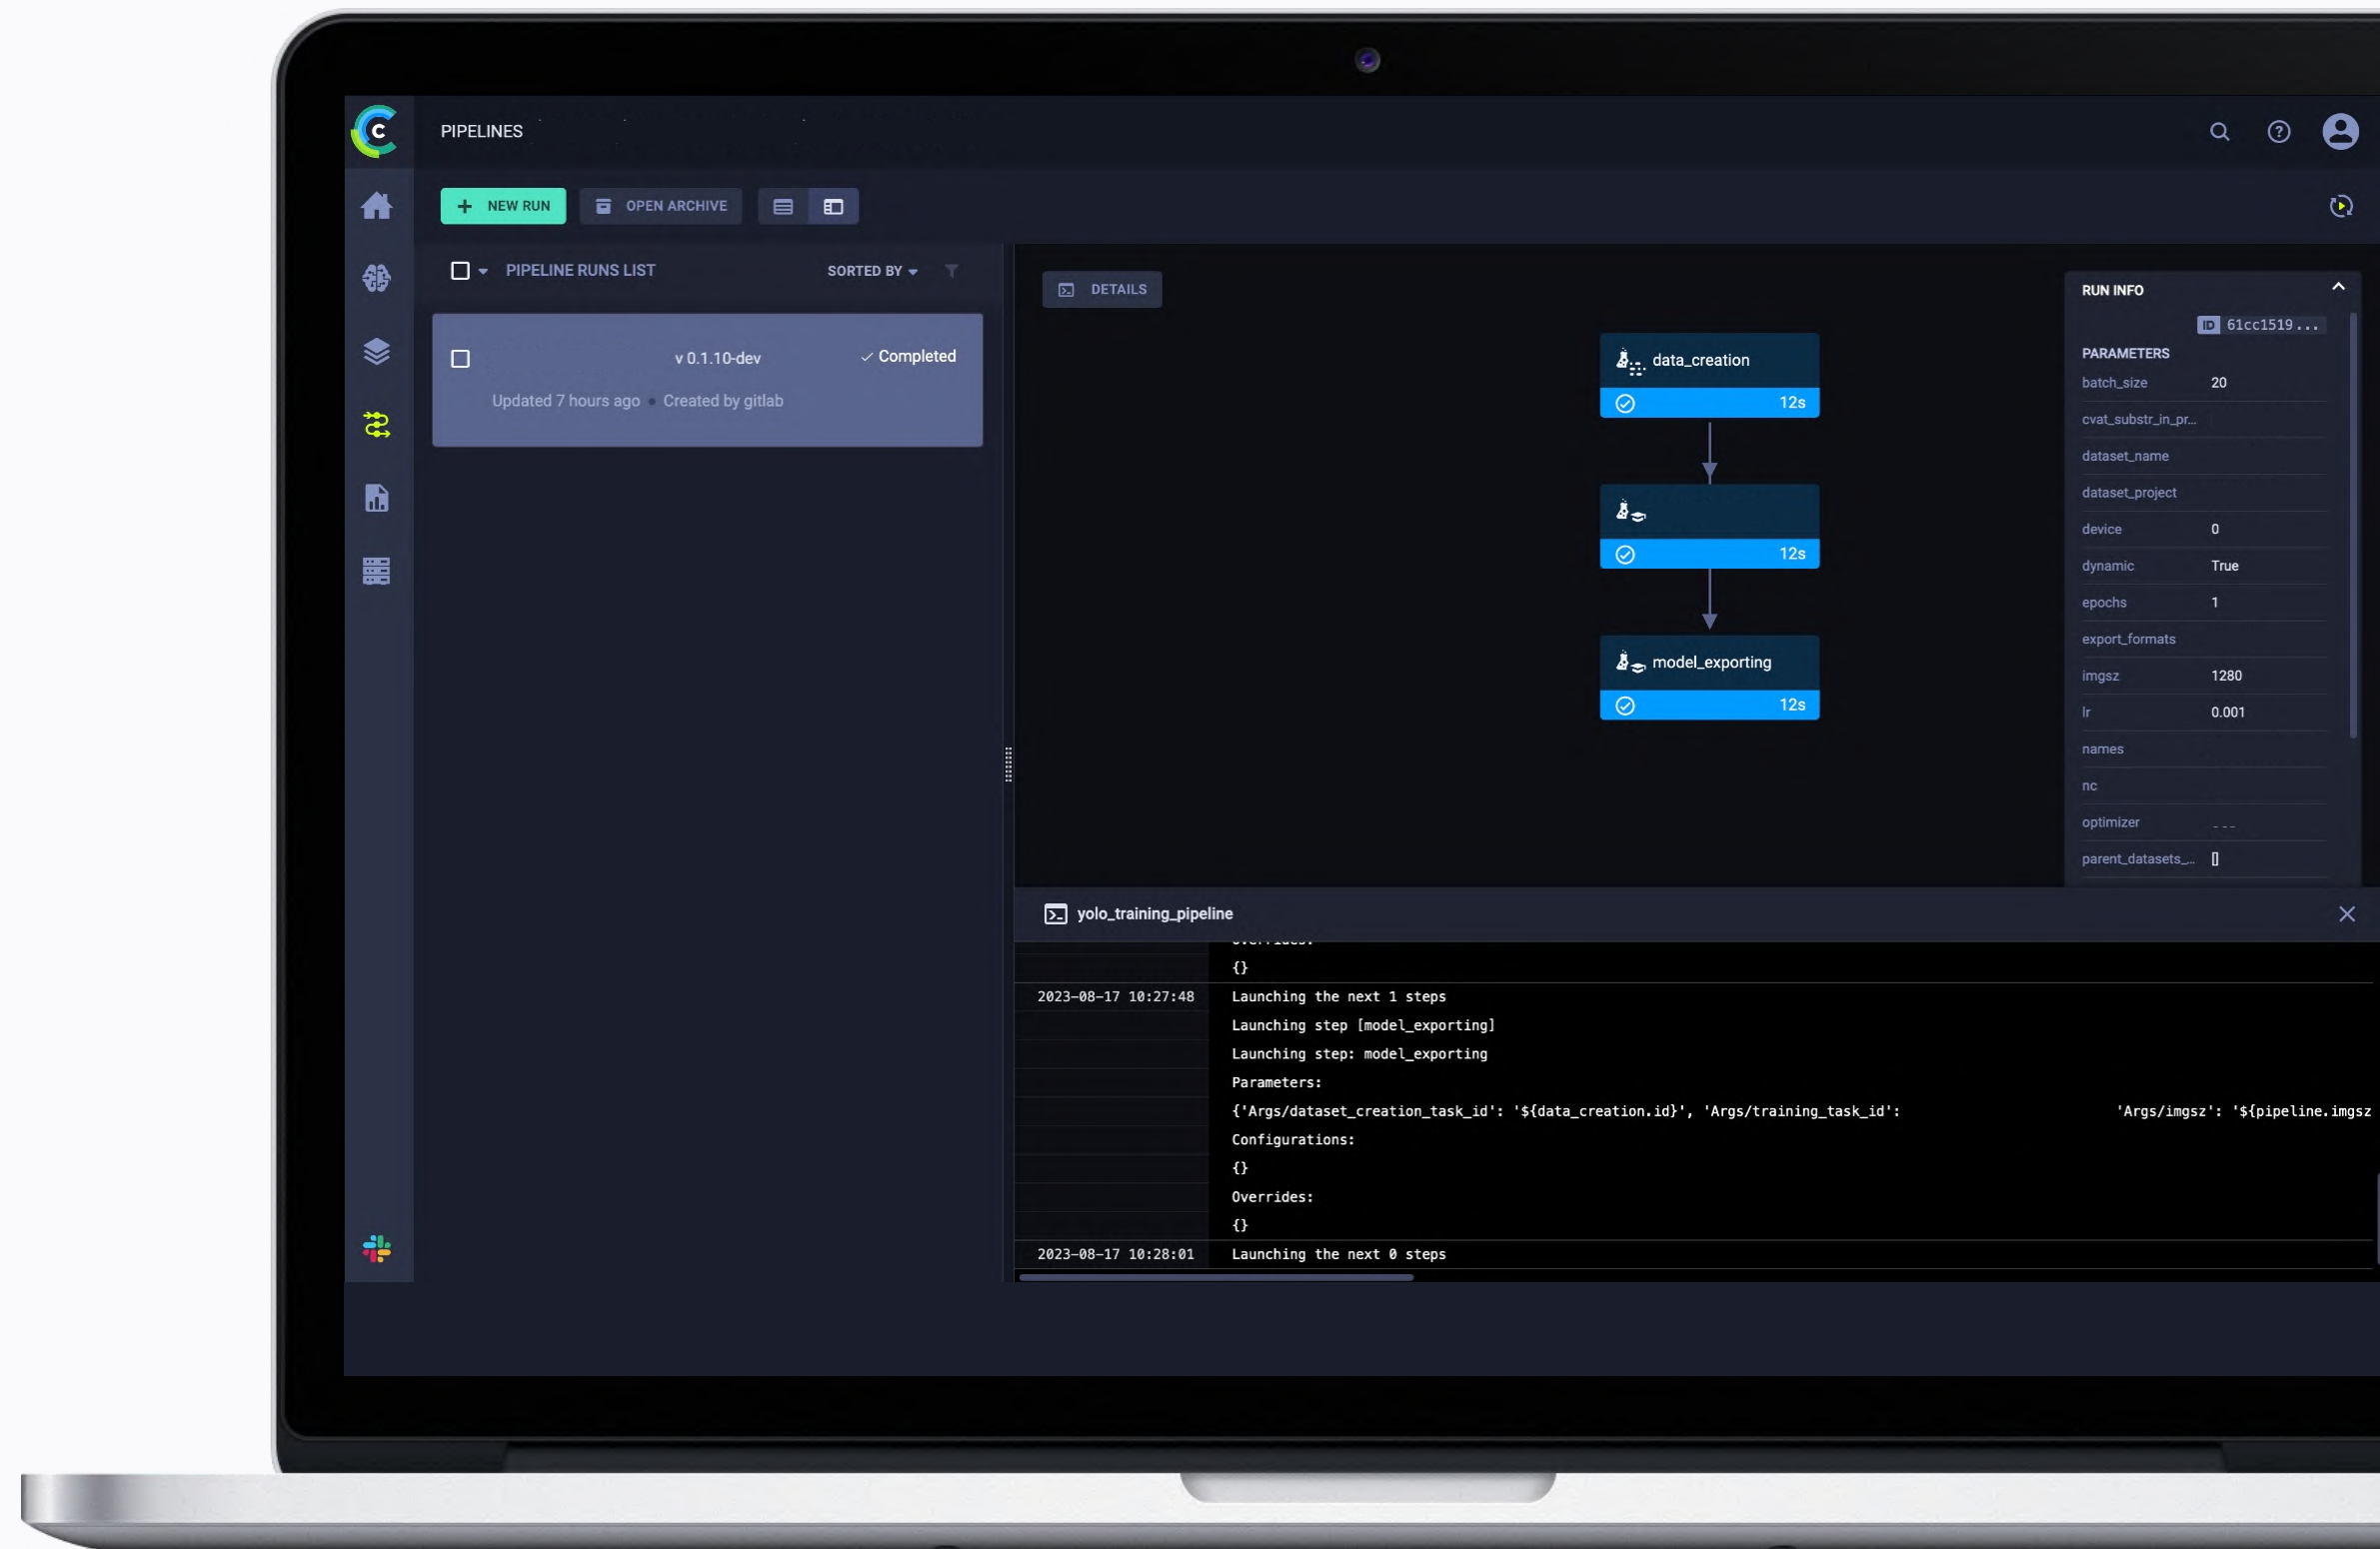 C
PIPELINES
NEW RUN
OPEN ARCHIVE
PIPELINE RUNS LIST
SORTED BY
v 0.1.10-dev
Completed
Updated 7 hours ago • Created by gitlab
DETAILS
data_creation
12s
12s
model_exporting
12s
RUN INFO
ID 61cc1519...
PARAMETERS
batch_size 20
cvat_substr_in_pr...
dataset_name
dataset_project
device 0
dynamic True
epochs 1
export_formats
imgsz 1280
lr 0.001
names
nc
optimizer
parent_datasets_... []
yolo_training_pipeline
Overrides:
{}
2023-08-17 10:27:48 Launching the next 1 steps
Launching step [model_exporting]
Launching step: model_exporting
Parameters:
{'Args/dataset_creation_task_id': '${data_creation.id}', 'Args/training_task_id': 'Args/imgsz': '${pipeline.imgsz
Configurations:
{}
Overrides:
{}
2023-08-17 10:28:01 Launching the next 0 steps